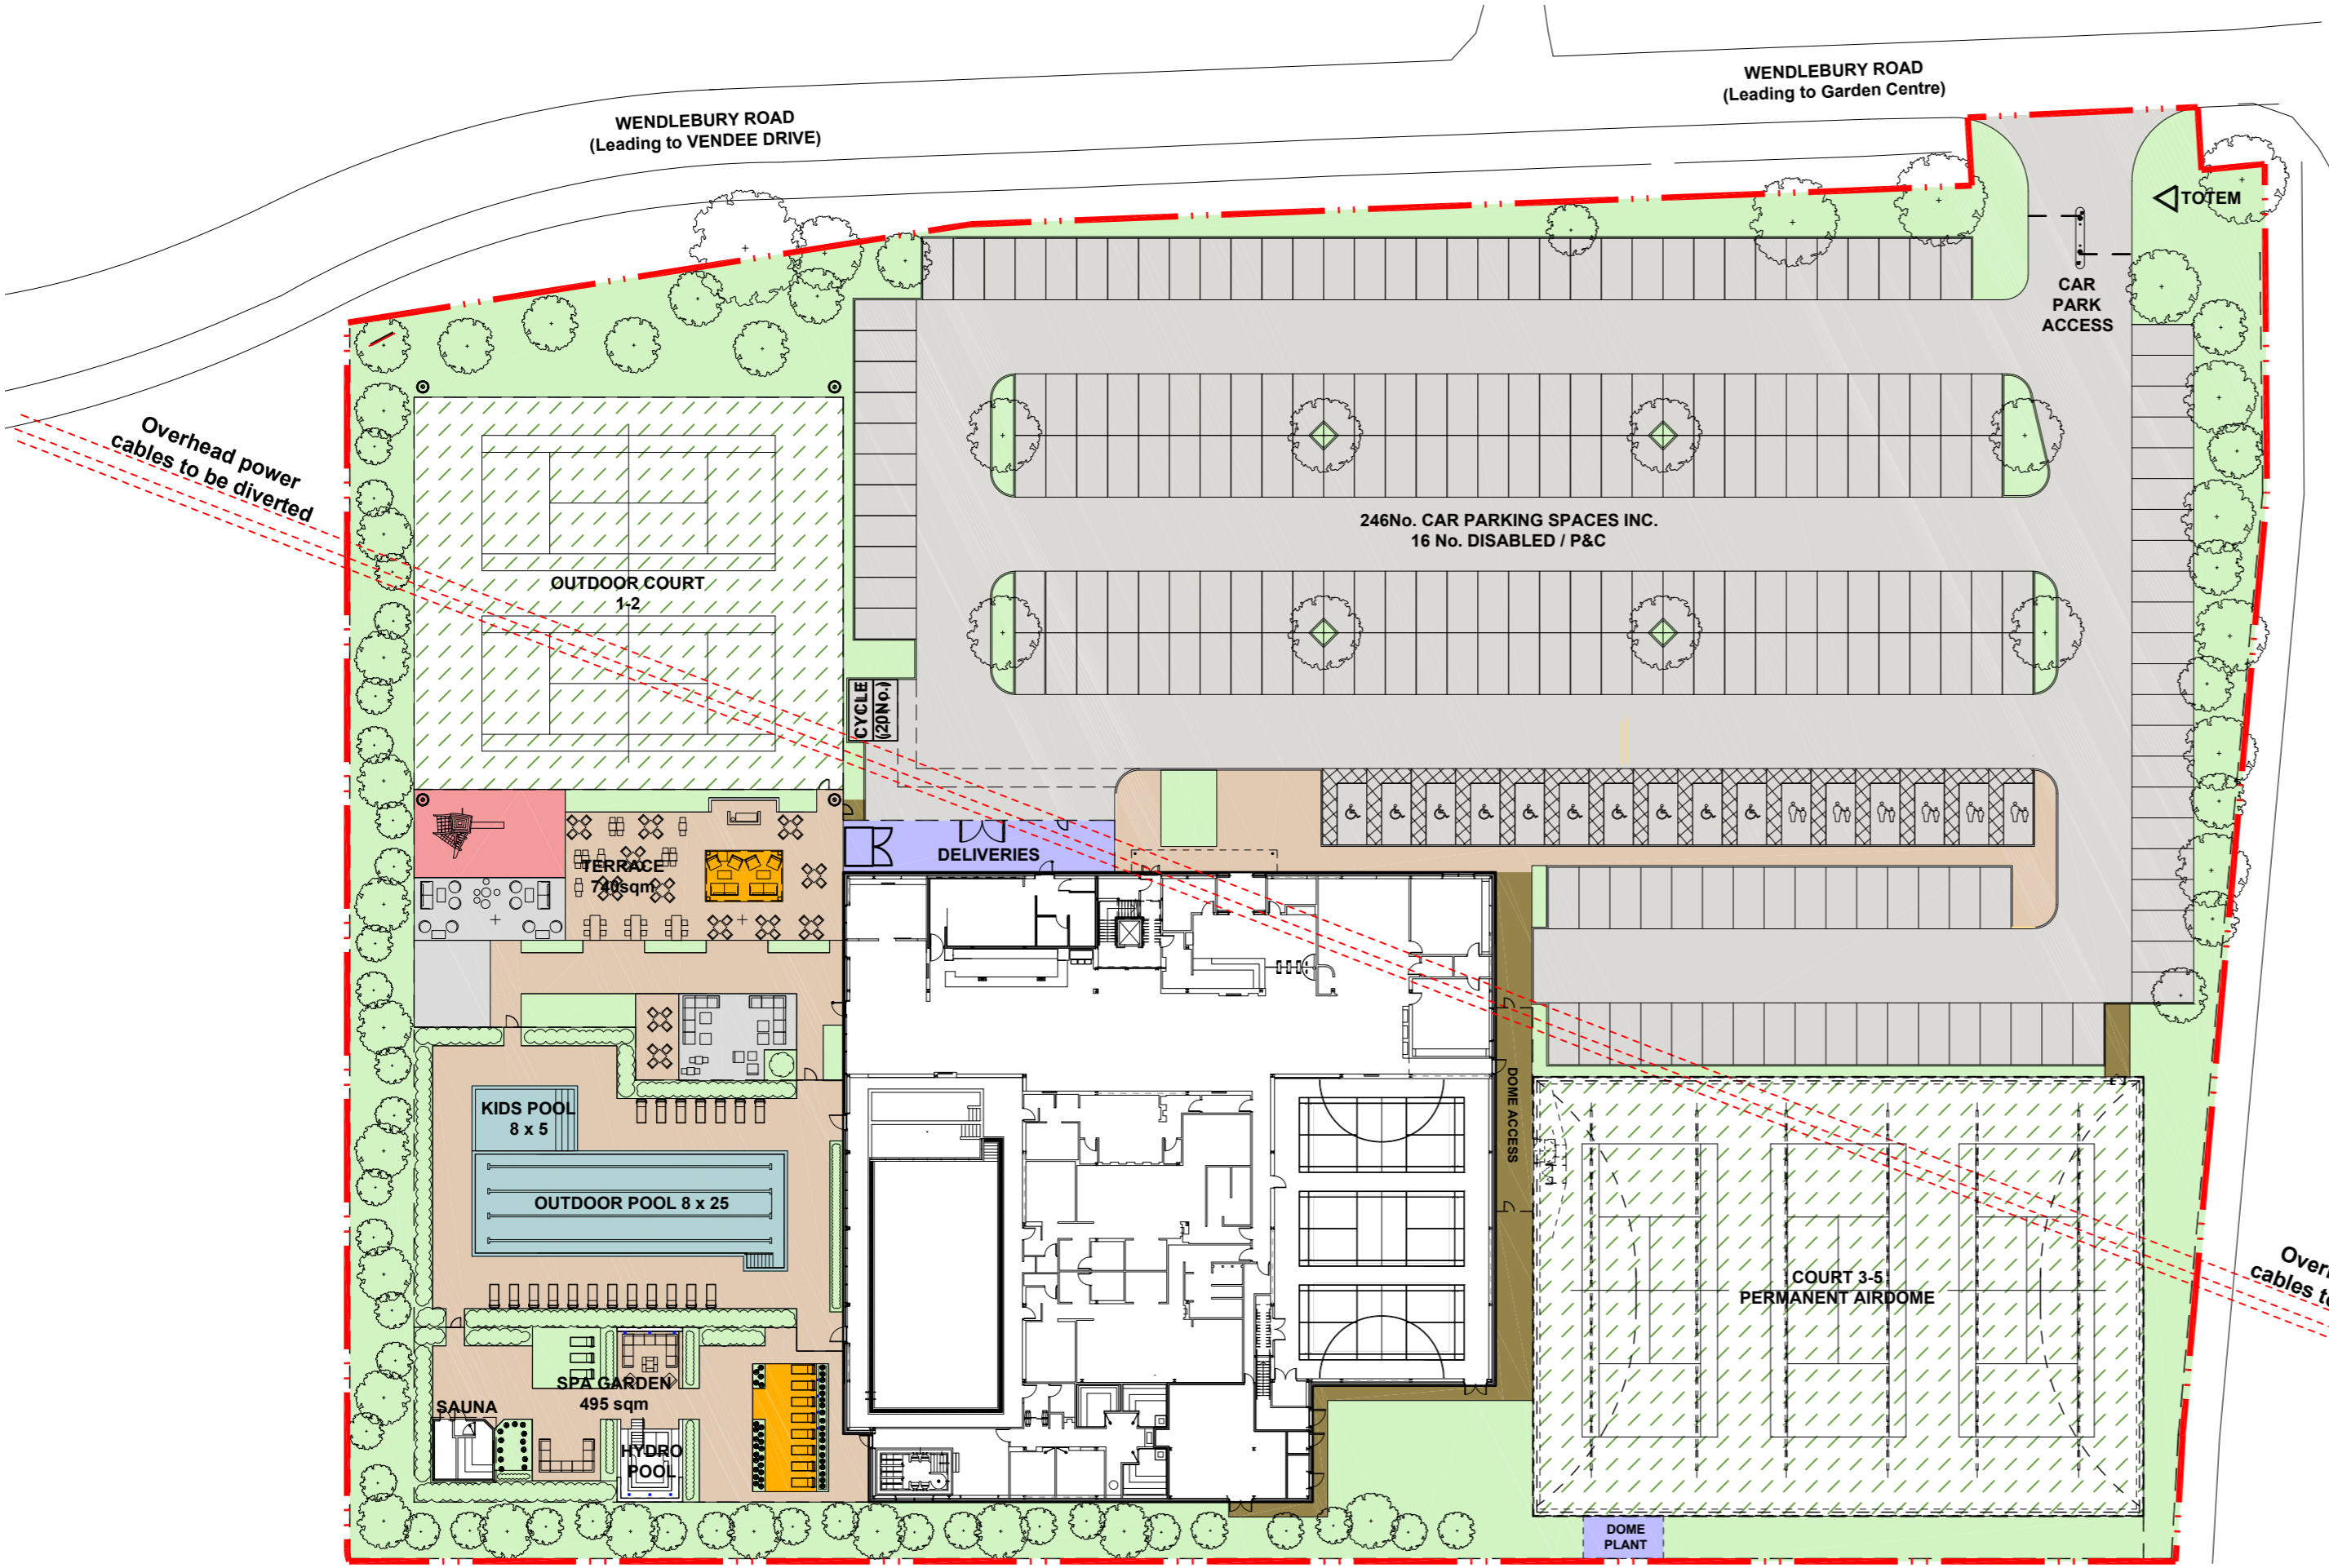 WENDLEBURY ROAD
(Leading to Garden Centre)
WENDLEBURY ROAD
(Leading to VENDEE DRIVE)
TOTEM
CAR
PARK
ACCESS
Overhead power
cables to be diverted
246No. CAR PARKING SPACES INC.
16 No. DISABLED / P&C
OUTDOOR COURT
1-2
CYCLE
(20No.)
DELIVERIES
TERRACE
740sqm
KIDS POOL
8 x 5
DOME ACCESS
OUTDOOR POOL 8 x 25
COURT 3-5
PERMANENT AIRDOME
SPA GARDEN
495 sqm
SAUNA
HYDRO
POOL
DOME
PLANT
cables